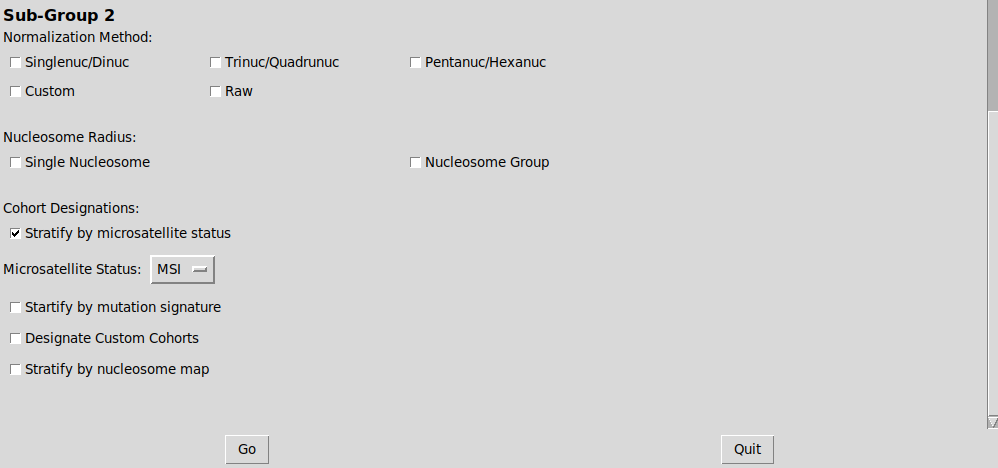 Sub-Group 2
Normalization Method:
Singlenuc/Dinuc Trinuc/Quadrunuc Pentanuc/Hexanuc
Custom Raw
Nucleosome Radius:
Single Nucleosome Nucleosome Group
Cohort Designations:
Stratify by microsatellite status
Microsatellite Status: MSI
Startify by mutation signature
Designate Custom Cohorts
Stratify by nucleosome map
Go Quit